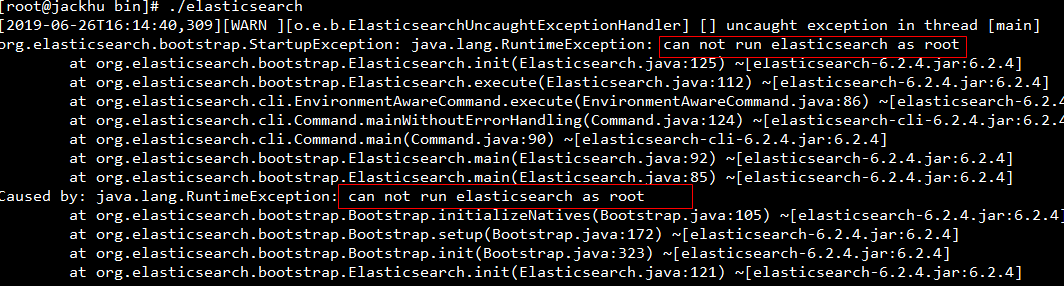 [root@jackhu bin]# ./elasticsearch
[2019-06-26T16:14:40,309][WARN ][o.e.b.ElasticsearchUncaughtExceptionHandler] [] uncaught exception in thread [main]
org.elasticsearch.bootstrap.StartupException: java.lang.RuntimeException: can not run elasticsearch as root
at org.elasticsearch.bootstrap.Elasticsearch.init(Elasticsearch.java:125) ~[elasticsearch-6.2.4.jar:6.2.4]
at org.elasticsearch.bootstrap.Elasticsearch.execute(Elasticsearch.java:112) ~[elasticsearch-6.2.4.jar:6.2.4]
at org.elasticsearch.cli.EnvironmentAwareCommand.execute(EnvironmentAwareCommand.java:86) ~[elasticsearch-6.2.4
at org.elasticsearch.cli.Command.mainWithoutErrorHandling(Command.java:124) ~[elasticsearch-cli-6.2.4.jar:6.2.4
at org.elasticsearch.cli.Command.main(Command.java:90) ~[elasticsearch-cli-6.2.4.jar:6.2.4]
at org.elasticsearch.bootstrap.Elasticsearch.main(Elasticsearch.java:92) ~[elasticsearch-6.2.4.jar:6.2.4]
at org.elasticsearch.bootstrap.Elasticsearch.main(Elasticsearch.java:85) ~[elasticsearch-6.2.4.jar:6.2.4]
Caused by: java.lang.RuntimeException: can not run elasticsearch as root
at org.elasticsearch.bootstrap.Bootstrap.initializeNatives(Bootstrap.java:105) ~[elasticsearch-6.2.4.jar:6.2.4]
at org.elasticsearch.bootstrap.Bootstrap.setup(Bootstrap.java:172) ~[elasticsearch-6.2.4.jar:6.2.4]
at org.elasticsearch.bootstrap.Bootstrap.init(Bootstrap.java:323) ~[elasticsearch-6.2.4.jar:6.2.4]
at org.elasticsearch.bootstrap.Elasticsearch.init(Elasticsearch.java:121) ~[elasticsearch-6.2.4.jar:6.2.4]